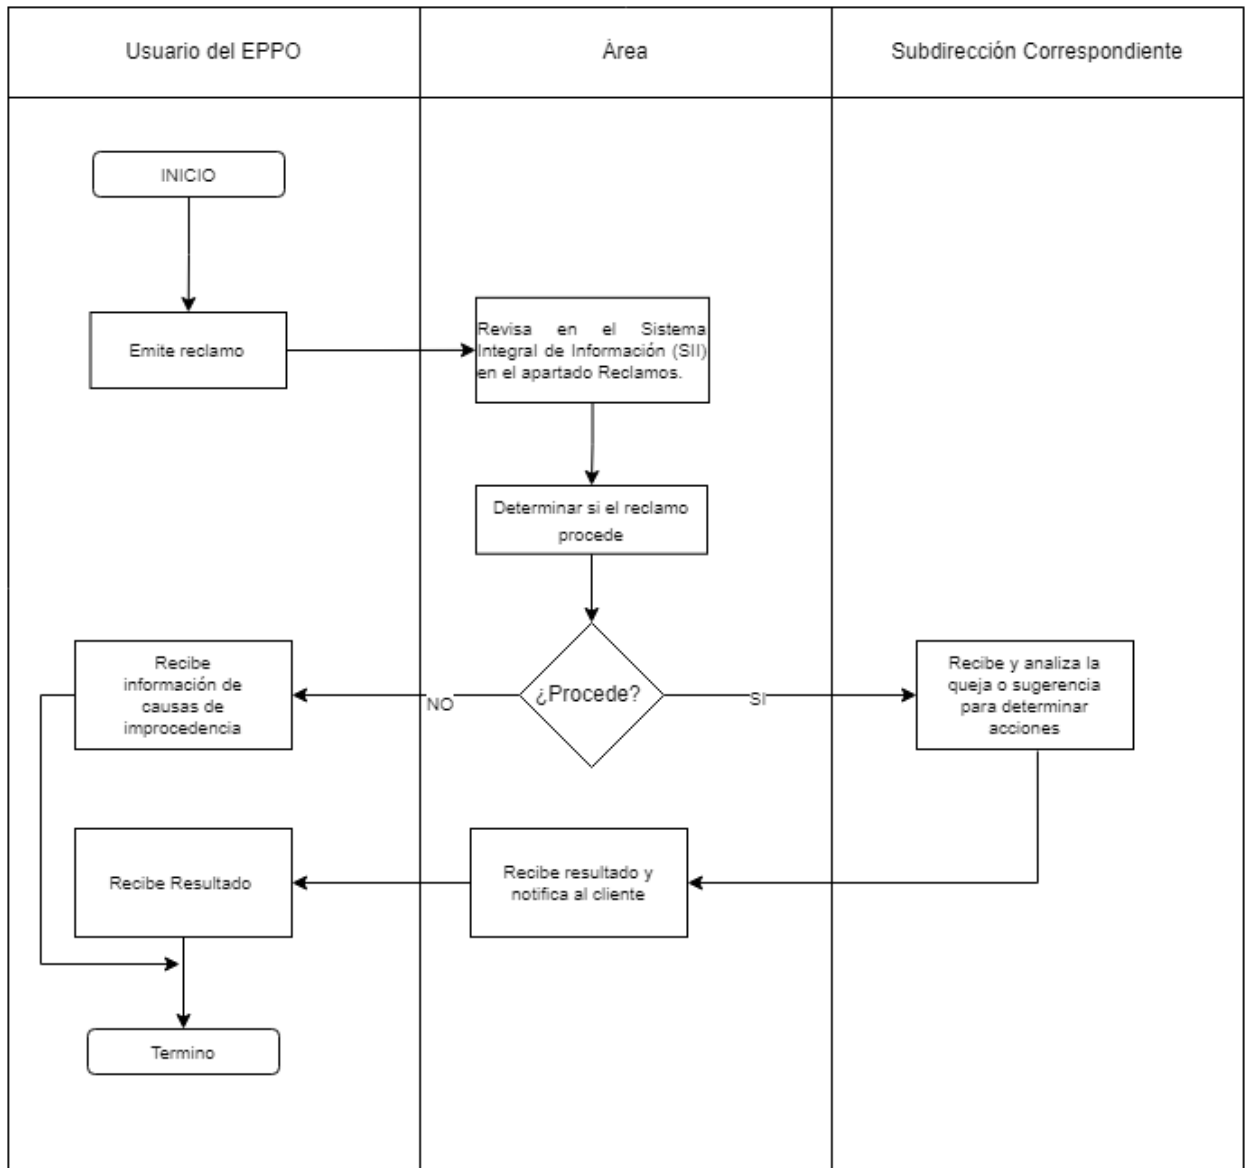 Usuario del EPPO
Área
Subdirección Correspondiente
INICIO
Emite reclamo
Revisa en el Sistema
Integral de Información (SII)
en el apartado Reclamos.
Determinar si el reclamo
procede
¿Procede?
NO
SI
Recibe
información de
causas de
improcedencia
Recibe y analiza la
queja o sugerencia
para determinar
acciones
Recibe resultado y
notifica al cliente
Recibe Resultado
Termino